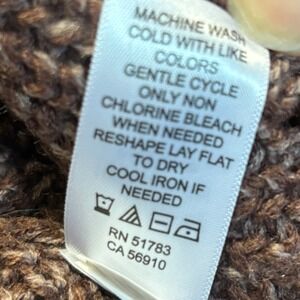 MACHINE WASH
COLD WITH LIKE
COLORS
GENTLE CYCLE
ONLY NON
CHLORINE BLEACH
WHEN NEEDED
RESHAPE LAY FLAT
TO DRY
COOL IRON IF
NEEDED
RN 51783
CA 56910